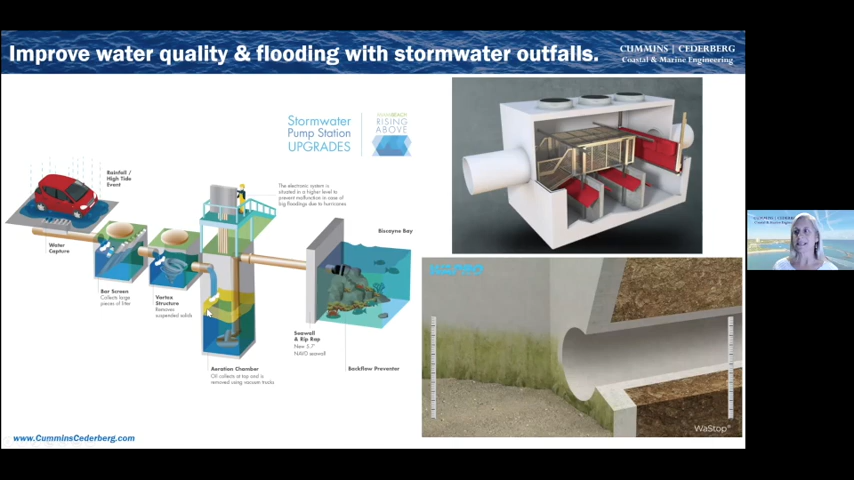 Improve water quality & flooding with stormwater outfalls.
CUMMINS | CEDERBERG
Coastal & Marine Engineering
Stormwater
Pump Station
UPGRADES
RISING
ABOVE
Rainfall /
High Tide
Event
The electronic system is
situated in a higher level to
prevent malfunction in case of
big floodings due to hurricanes
Biscayne Bay
Water
Capture
Bar Screen
Collects large
pieces of litter
Vortex
Structure
Removes
suspended solids
Seawall
& Rip Rap
New 5.7'
NAVD seawall
Aeration Chamber
Oil collects at top and is
removed using vacuum trucks
Backflow Preventer
WaStop®
www.CumminsCederberg.com